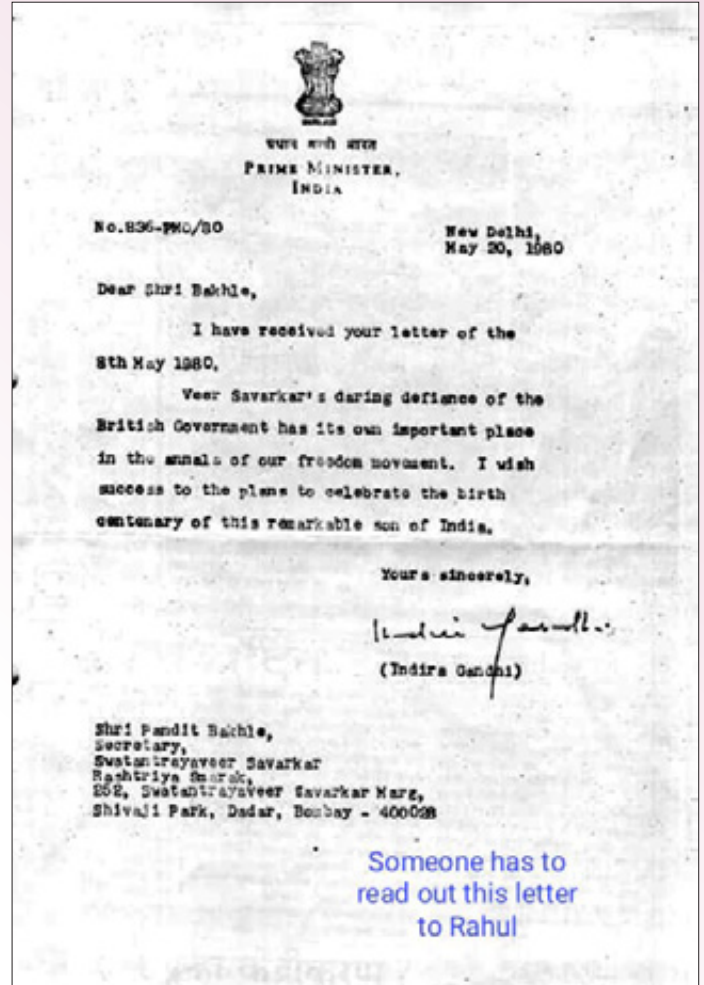 प्रधान मन्त्री भारत
PRIME MINISTER,
INDIA
No.836-PMO/80
New Delhi,
May 20, 1980
Dear Shri Bakhle,
I have received your letter of the
8th May 1980.
Veer Savarkar's daring defiance of the
British Government has its own important place
in the annals of our freedom movement. I wish
success to the plans to celebrate the birth
centenary of this remarkable son of India.
Yours sincerely,
Indira Gandhi
(Indira Gandhi)
Shri Pandit Bakhle,
Secretary,
Swatantrayaveer Savarkar
Rashtriya Smarak,
252, Swatantrayaveer Savarkar Marg,
Shivaji Park, Dadar, Bombay - 400028
Someone has to
read out this letter
to Rahul